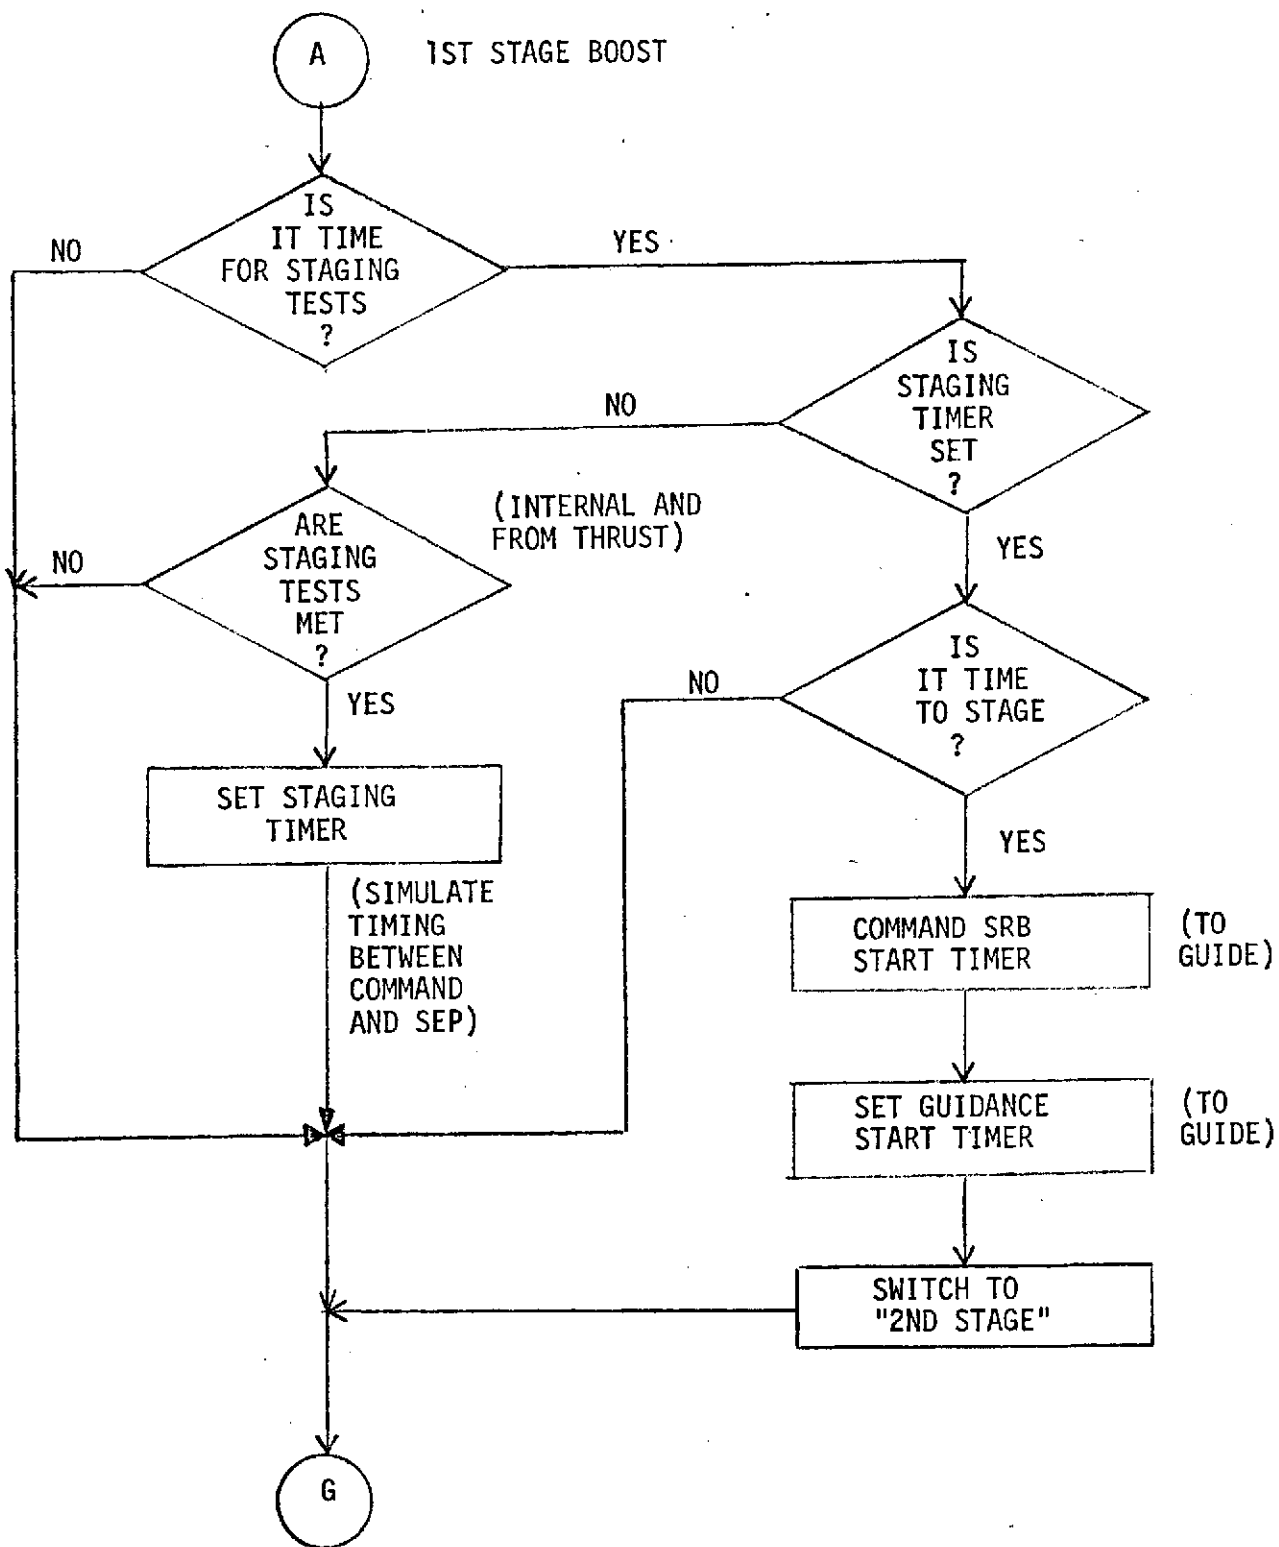 A
1ST STAGE BOOST
IS
IT TIME
FOR STAGING
TESTS
?
NO
YES
IS
STAGING
TIMER
SET
?
NO
YES
ARE
STAGING
TESTS
MET
?
(INTERNAL AND
FROM THRUST)
NO
YES
IS
IT TIME
TO STAGE
?
NO
YES
SET STAGING
TIMER
(SIMULATE
TIMING
BETWEEN
COMMAND
AND SEP)
COMMAND SRB
START TIMER
(TO
GUIDE)
SET GUIDANCE
START TIMER
(TO
GUIDE)
SWITCH TO
"2ND STAGE"
G